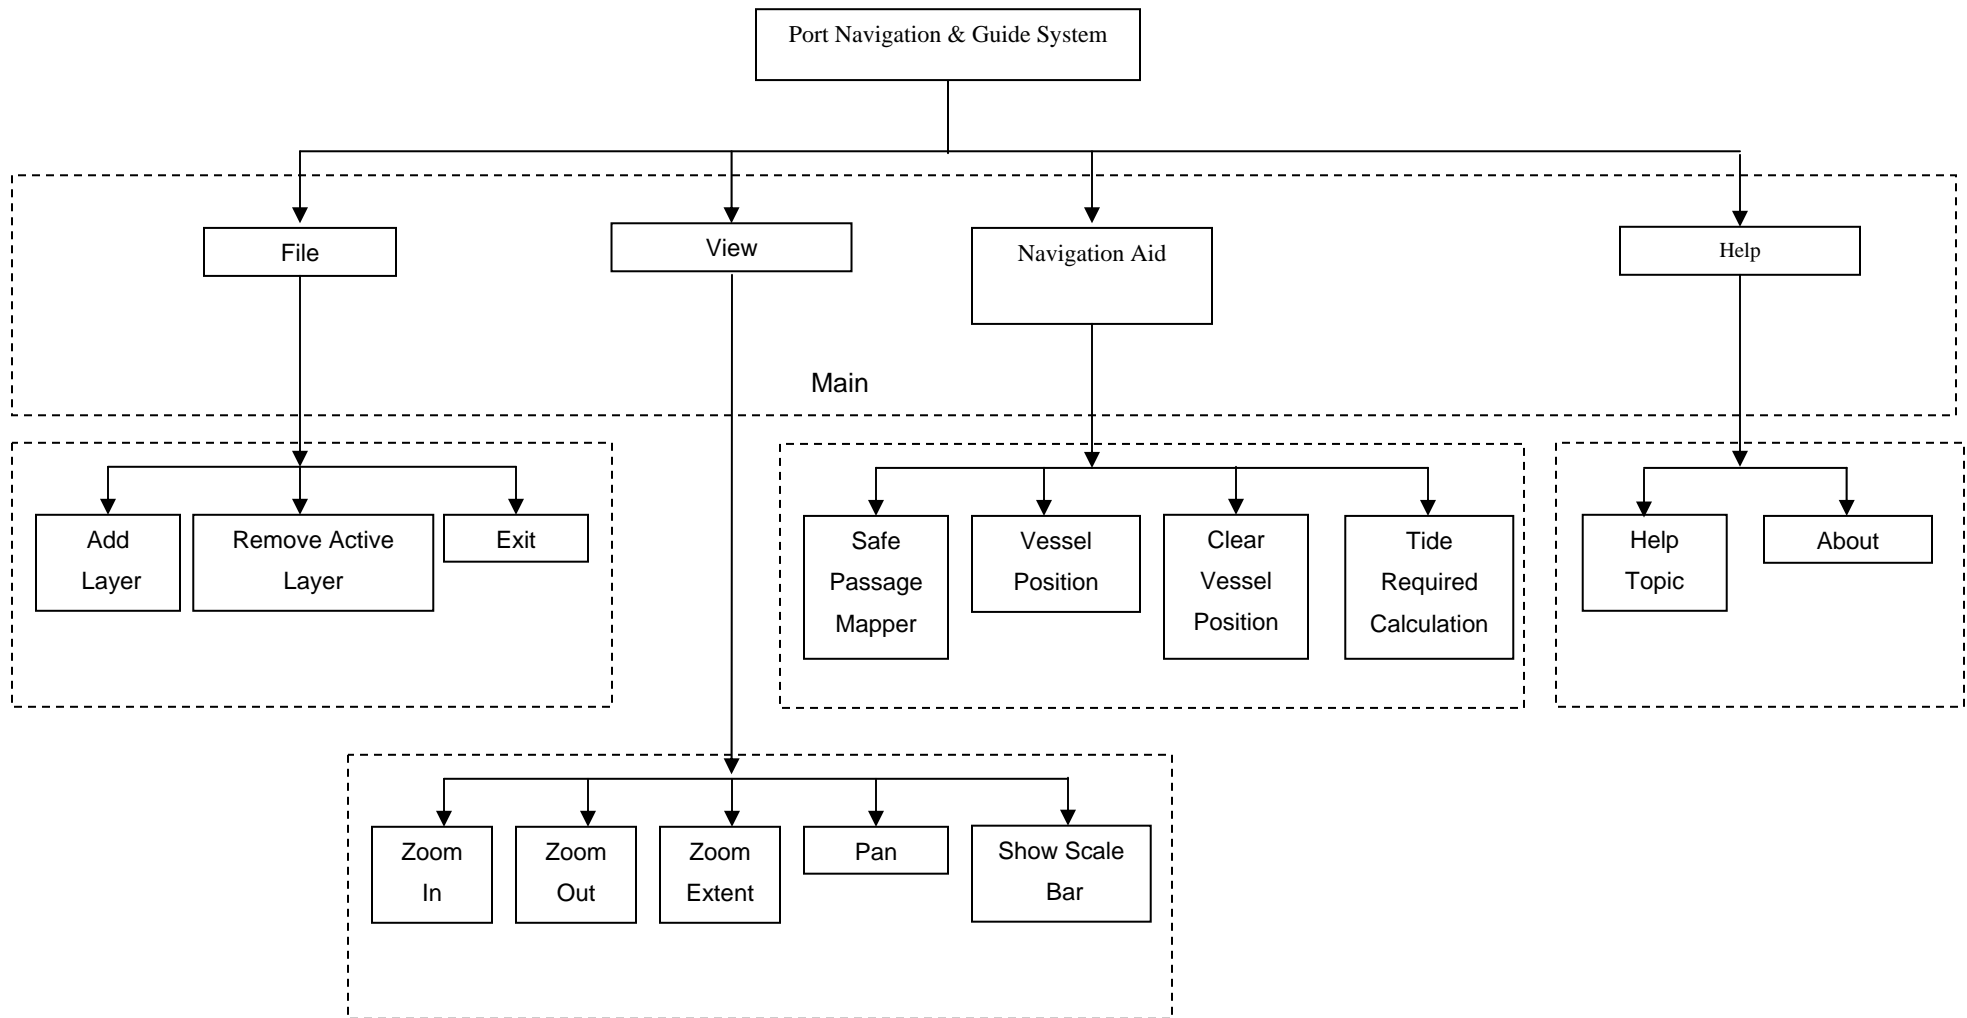 Port Navigation & Guide System
File
View
Navigation Aid
Help
Main
Add
Layer
Remove Active
Layer
Exit
Safe
Passage
Mapper
Vessel
Position
Clear
Vessel
Position
Tide
Required
Calculation
Help
Topic
About
Zoom
In
Zoom
Out
Zoom
Extent
Pan
Show Scale
Bar